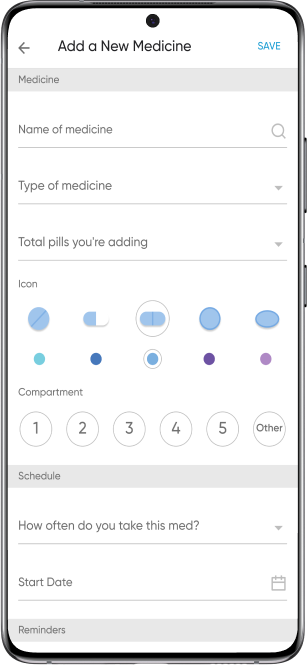 Add a New Medicine SAVE
Medicine
Name of medicine
Type of medicine
Total pills you're adding
Icon
Compartment
1 2 3 4 5 Other
Schedule
How often do you take this med?
Start Date
Reminders